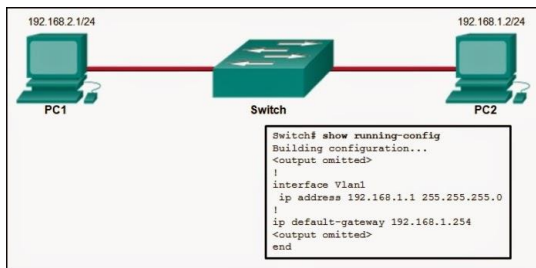 192.168.2.1/24
192.168.1.2/24
PC1
Switch
PC2
Switch# show running-config
Building configuration...
<output omitted>
!
interface Vlan1
ip address 192.168.1.1 255.255.255.0
!
ip default-gateway 192.168.1.254
<output omitted>
end